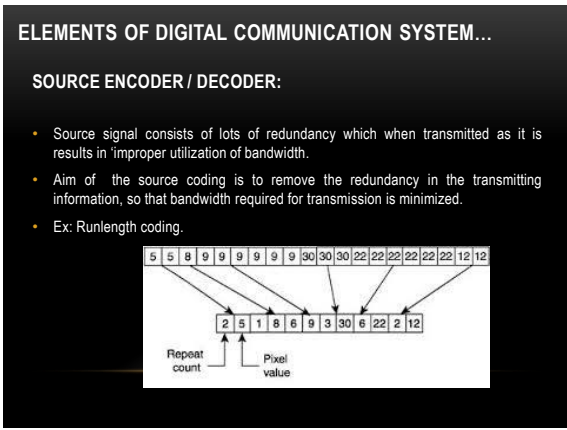 ELEMENTS OF DIGITAL COMMUNICATION SYSTEM…
SOURCE ENCODER / DECODER:
• Source signal consists of lots of redundancy which when transmitted as it is
results in ‘improper utilization of bandwidth.
• Aim of the source coding is to remove the redundancy in the transmitting
information, so that bandwidth required for transmission is minimized.
• Ex: Runlength coding.
5 5 8 9 9 9 9 9 9 30 30 30 22 22 22 22 22 22 12 12
2 5 1 8 6 9 3 30 6 22 2 12
Repeat
count
Pixel
value